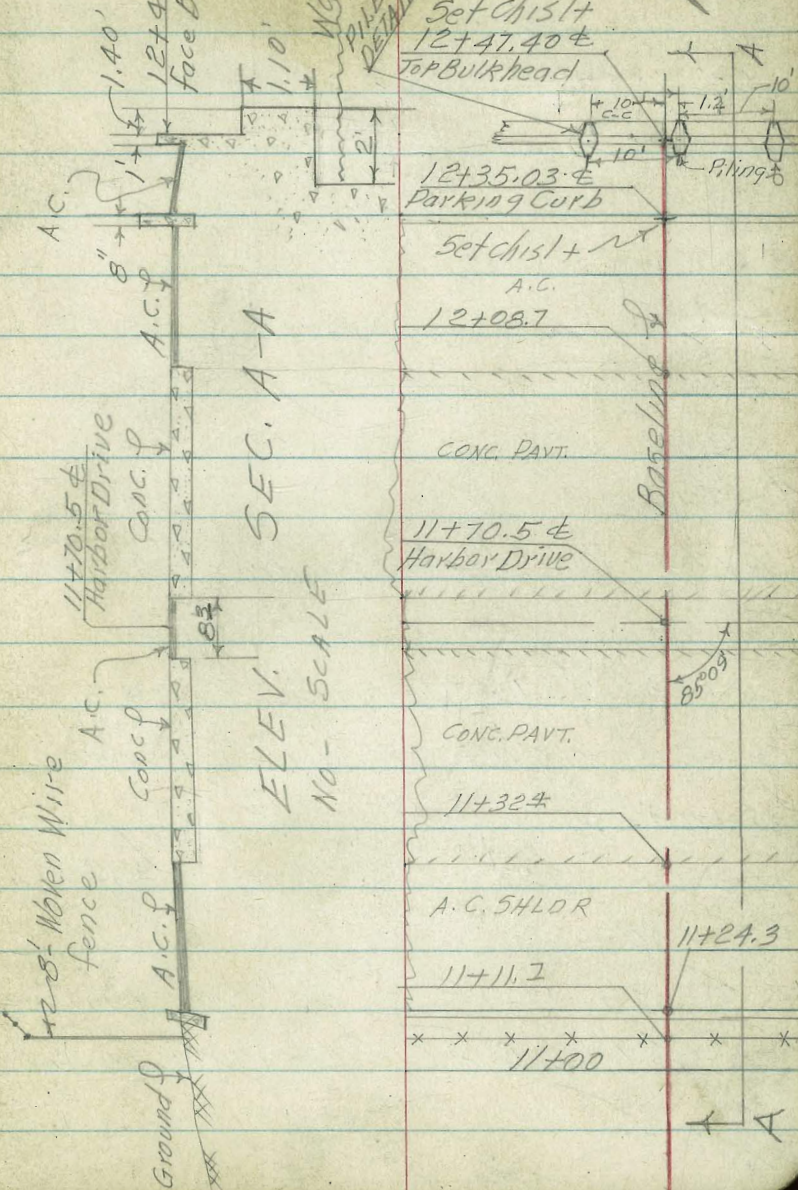 Set Chisl +
12+47.40 ℄
Top Bulkhead
A
10'
10
C-C
1.2'
10'
Piling
12+35.03 ℄
Parking Curb
Set Chisl +
A.C.
12+08.7
Baseline
CONC. PAVT.
11+70.5 ℄
Harbor Drive
85°09
CONC. PAVT.
11+32±
A.C. SHLDR
11+24.3
11+11.1
11+00
A
1.40'
12+4
face B
1.10'
PILE
DETAI
2'
1'
A.C.
8"
A.C.
SEC. A-A
11+70.5 ℄
Harbor Drive
Conc.
A.C.
Conc
ELEV.
No- SCALE
8' Woven Wire
fence
A.C.
Ground